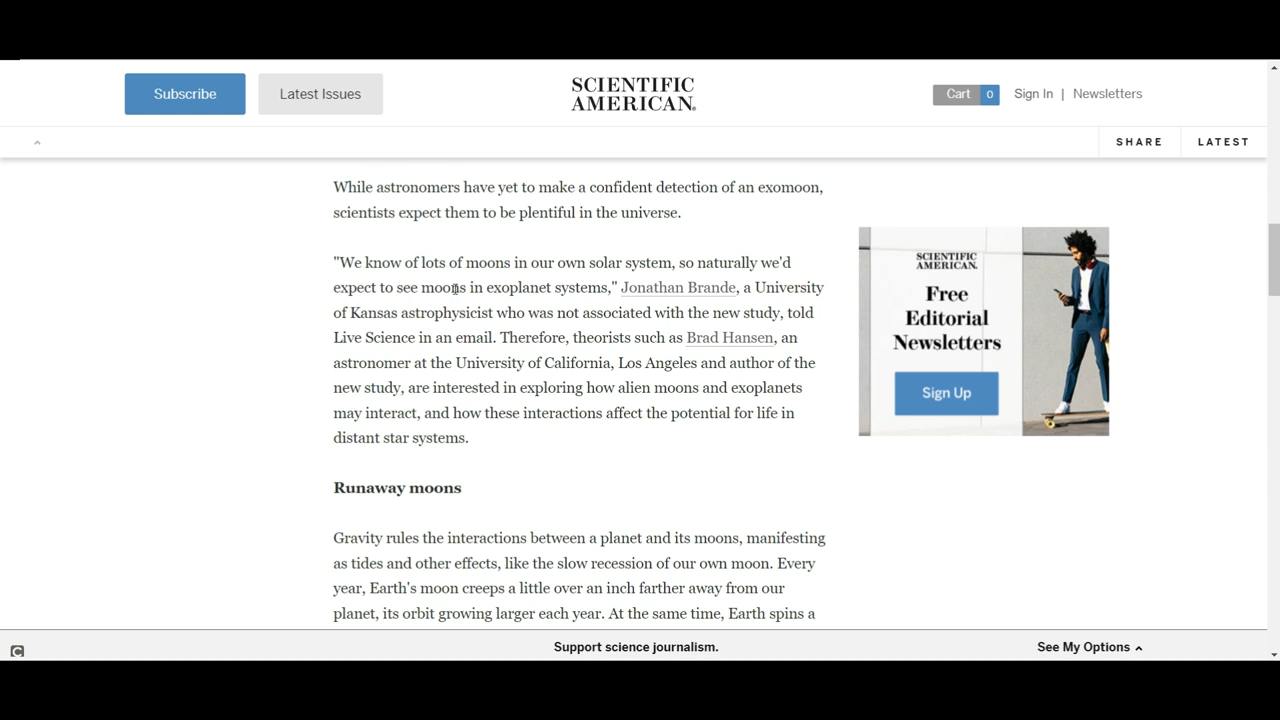 Subscribe
Latest Issues
SCIENTIFIC
AMERICAN®
Cart 0
Sign In | Newsletters
SHARE
LATEST
While astronomers have yet to make a confident detection of an exomoon,
scientists expect them to be plentiful in the universe.
"We know of lots of moons in our own solar system, so naturally we'd
expect to see moons in exoplanet systems," Jonathan Brande, a University
of Kansas astrophysicist who was not associated with the new study, told
Live Science in an email. Therefore, theorists such as Brad Hansen, an
astronomer at the University of California, Los Angeles and author of the
new study, are interested in exploring how alien moons and exoplanets
may interact, and how these interactions affect the potential for life in
distant star systems.
Runaway moons
Gravity rules the interactions between a planet and its moons, manifesting
as tides and other effects, like the slow recession of our own moon. Every
year, Earth's moon creeps a little over an inch farther away from our
planet, its orbit growing larger each year. At the same time, Earth spins a
SCIENTIFIC
AMERICAN.
Free
Editorial
Newsletters
Sign Up
C
Support science journalism.
See My Options